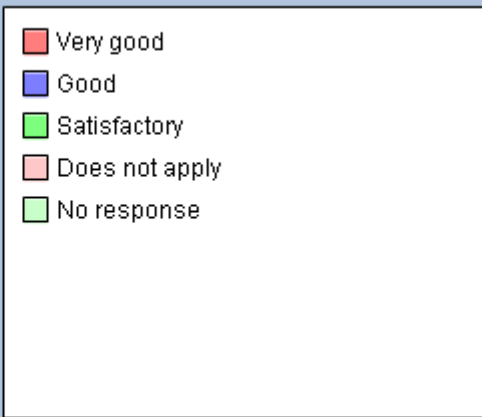 Very good
Good
Satisfactory
Does not apply
No response